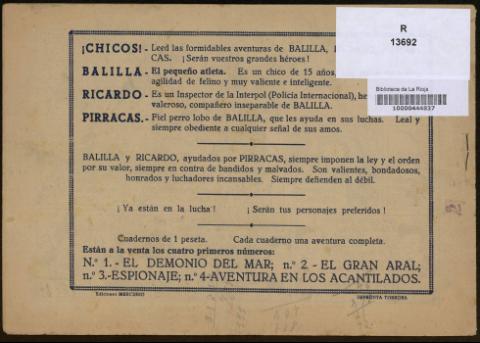 R
13692
Biblioteca de La Rioja
10000444837
¡CHICOS!.- Leed las formidables aventuras de BALILLA,
CAS. ¡Serán vuestros grandes héroes!
BALILLA.- El pequeño atleta. Es un chico de 15 años,
agilidad de felino y muy valiente e inteligente.
RICARDO.- Es un Inspector de la Interpol (Policía Internacional), he
valeroso, compañero inseparable de BALILLA.
PIRRACAS.- Fiel perro lobo de BALILLA, que les ayuda en sus luchas. Leal y
siempre obediente a cualquier señal de sus amos.
BALILLA y RICARDO, ayudados por PIRRACAS, siempre imponen la ley y el orden
por su valor, siempre en contra de bandidos y malvados. Son valientes, bondadosos,
honrados y luchadores incansables. Siempre defienden al débil.
¡Ya están en la lucha! ¡Serán tus personajes preferidos!
Cuadernos de 1 peseta. Cada cuaderno una aventura completa.
Están a la venta los cuatro primeros números:
N.º 1.- EL DEMONIO DEL MAR; n.º 2 - EL GRAN ARAL;
n.º 3.-ESPIONAJE; n.º 4-AVENTURA EN LOS ACANTILADOS.
Ediciones MERCURIO IMPRENTA TORROBA